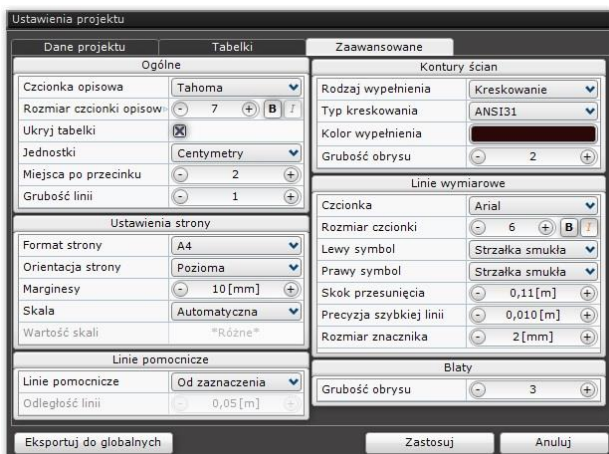 Ustawienia projektu
Dane projektu
Tabelki
Zaawansowane
Ogólne
Czcionka opisowa Tahoma
Rozmiar czcionki opisow - 7 + B I
Ukryj tabelki
Jednostki Centymetry
Miejsca po przecinku - 2 +
Grubość linii - 1 +
Ustawienia strony
Format strony A4
Orientacja strony Pozioma
Marginesy - 10[mm] +
Skala Automatyczna
Wartość skali *Różne*
Linie pomocnicze
Linie pomocnicze Od zaznaczenia
Odległość linii - 0,05[m] +
Kontury ścian
Rodzaj wypełnienia Kreskowanie
Typ kreskowania ANSI31
Kolor wypełnienia
Grubość obrysu - 2 +
Linie wymiarowe
Czcionka Arial
Rozmiar czcionki - 6 + B I
Lewy symbol Strzałka smukła
Prawy symbol Strzałka smukła
Skok przesunięcia - 0,11[m] +
Precyzja szybkiej linii - 0,010[m] +
Rozmiar znacznika - 2[mm] +
Blaty
Grubość obrysu - 3 +
Eksportuj do globalnych
Zastosuj
Anuluj